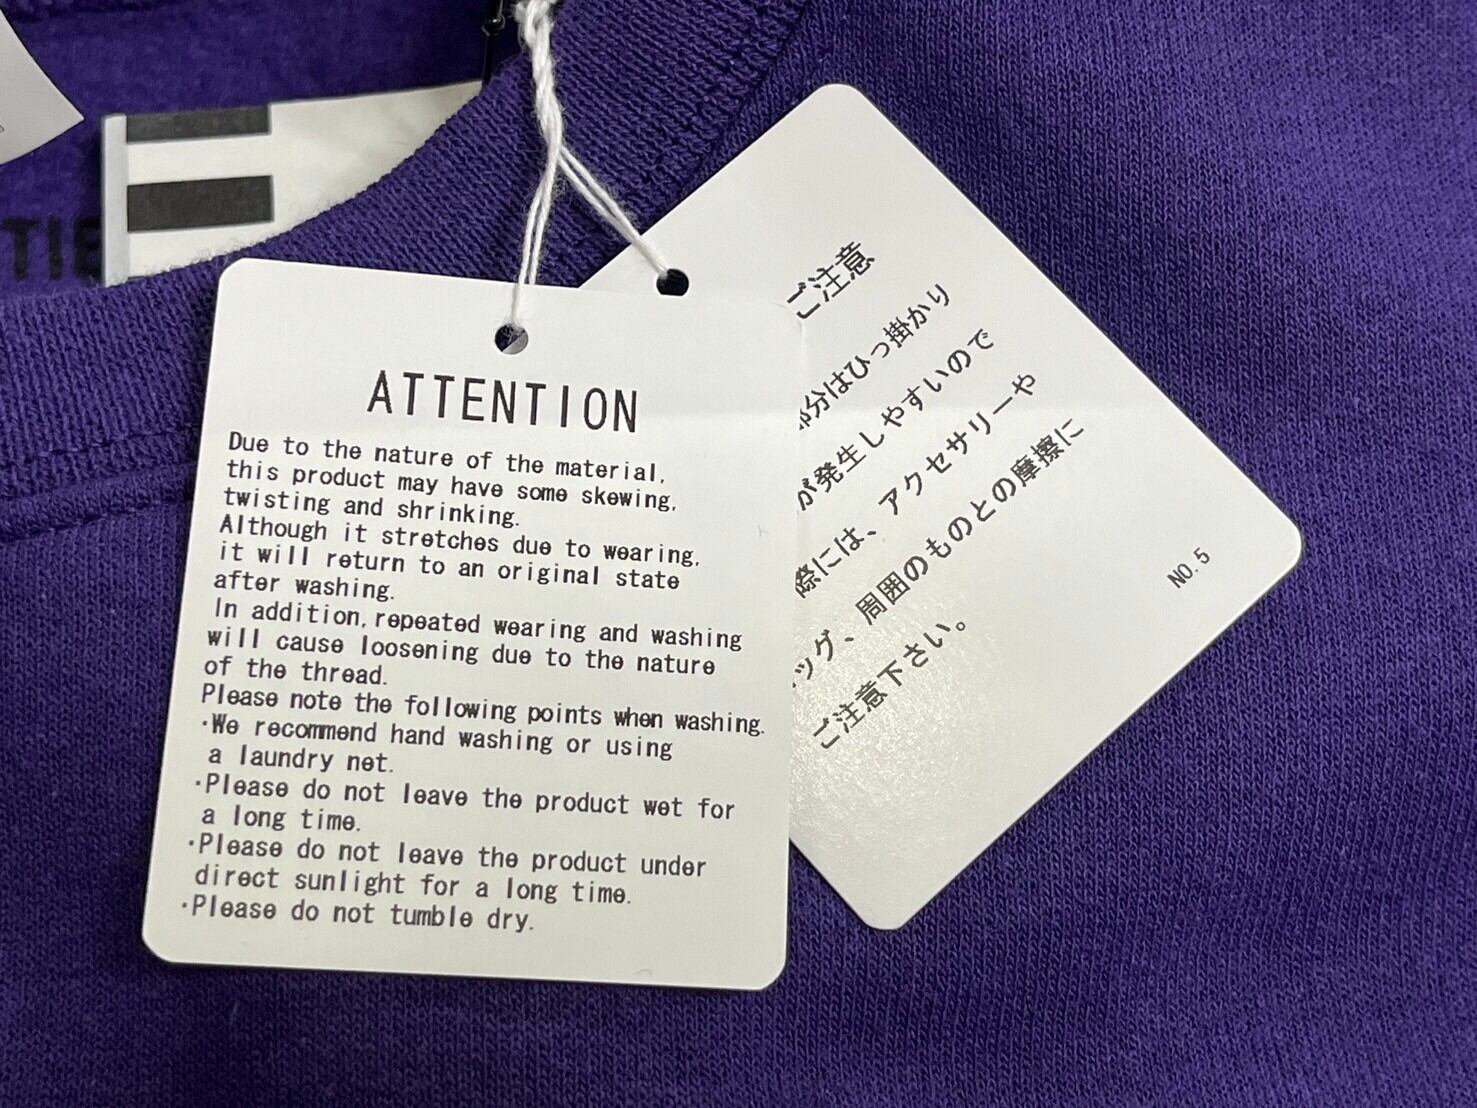 ATTENTION
Due to the nature of the material,
this product may have some skewing,
twisting and shrinking.
Although it stretches due to wearing,
it will return to an original state
after washing.
In addition,repeated wearing and washing
will cause loosening due to the nature
of the thread.
Please note the following points when washing.
･We recommend hand washing or using
a laundry net.
･Please do not leave the product wet for
a long time.
･Please do not leave the product under
direct sunlight for a long time.
･Please do not tumble dry.
ご注意
部分はひっ掛かり
が発生しやすいので
際には、アクセサリーや
ッグ、周囲のものとの摩擦に
ご注意下さい。
NO.5